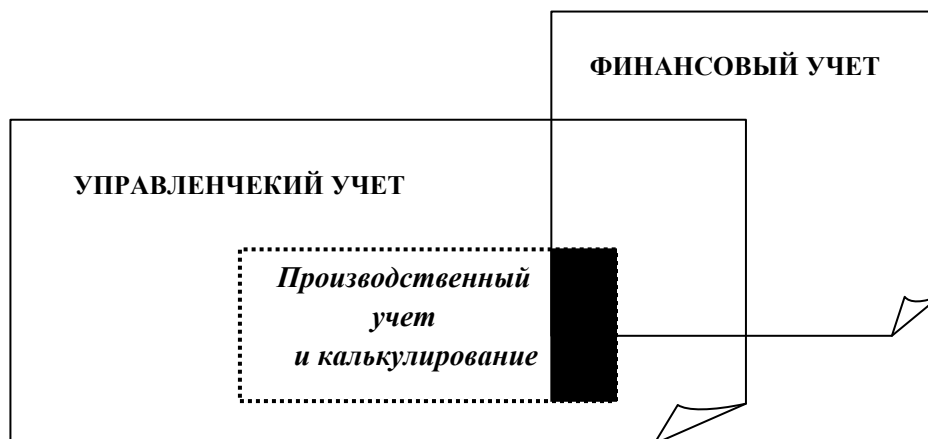 ФИНАНСОВЫЙ УЧЕТ
УПРАВЛЕНЧЕКИЙ УЧЕТ
Производственный
учет
и калькулирование